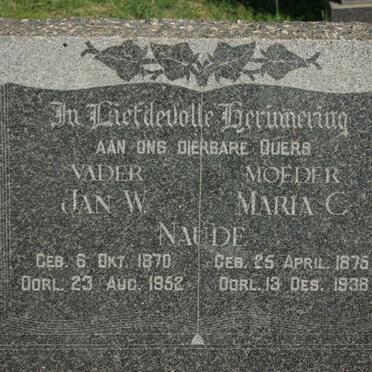 In Liefdevolle Herinnering
AAN ONS DIERBARE OUERS
VADER MOEDER
JAN W. MARIA C.
NAUDE
GEB. 6 OKT. 1870 GEB. 25 APRIL. 1875
OORL. 23 AUG. 1952 OORL. 13 DES. 1938